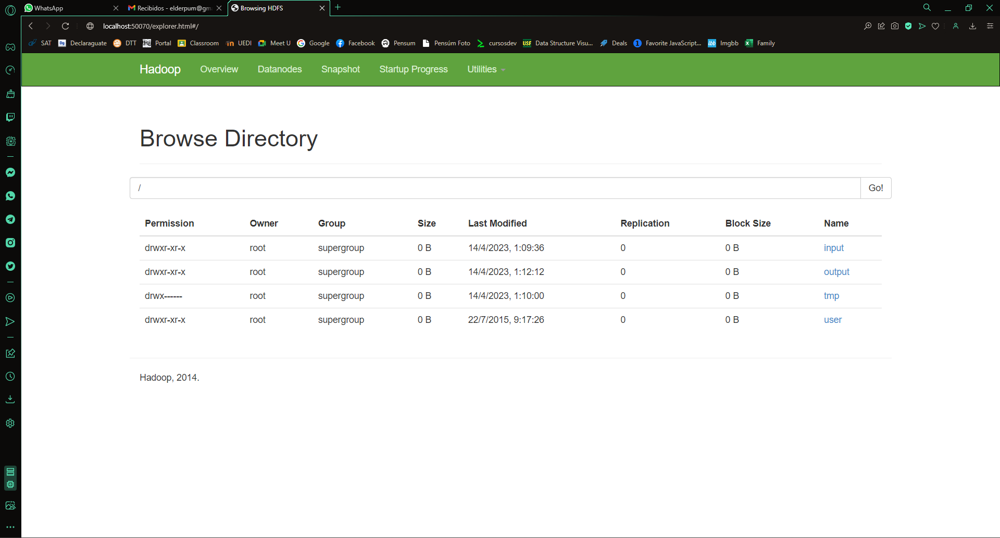 WhatsApp
Recibidos - elderpum@gm
Browsing HDFS
localhost:50070/explorer.html#/
SAT Declaraguate DTT Portal Classroom UEDI Meet U Google Facebook Pensum Pensúm Foto cursosdev USF Data Structure Visu... Deals Favorite JavaScript... ibb Imgbb Family
Hadoop Overview Datanodes Snapshot Startup Progress Utilities
Browse Directory
/ Go!
Permission Owner Group Size Last Modified Replication Block Size Name
drwxr-xr-x root supergroup 0 B 14/4/2023, 1:09:36 0 0 B input
drwxr-xr-x root supergroup 0 B 14/4/2023, 1:12:12 0 0 B output
drwx------ root supergroup 0 B 14/4/2023, 1:10:00 0 0 B tmp
drwxr-xr-x root supergroup 0 B 22/7/2015, 9:17:26 0 0 B user
Hadoop, 2014.